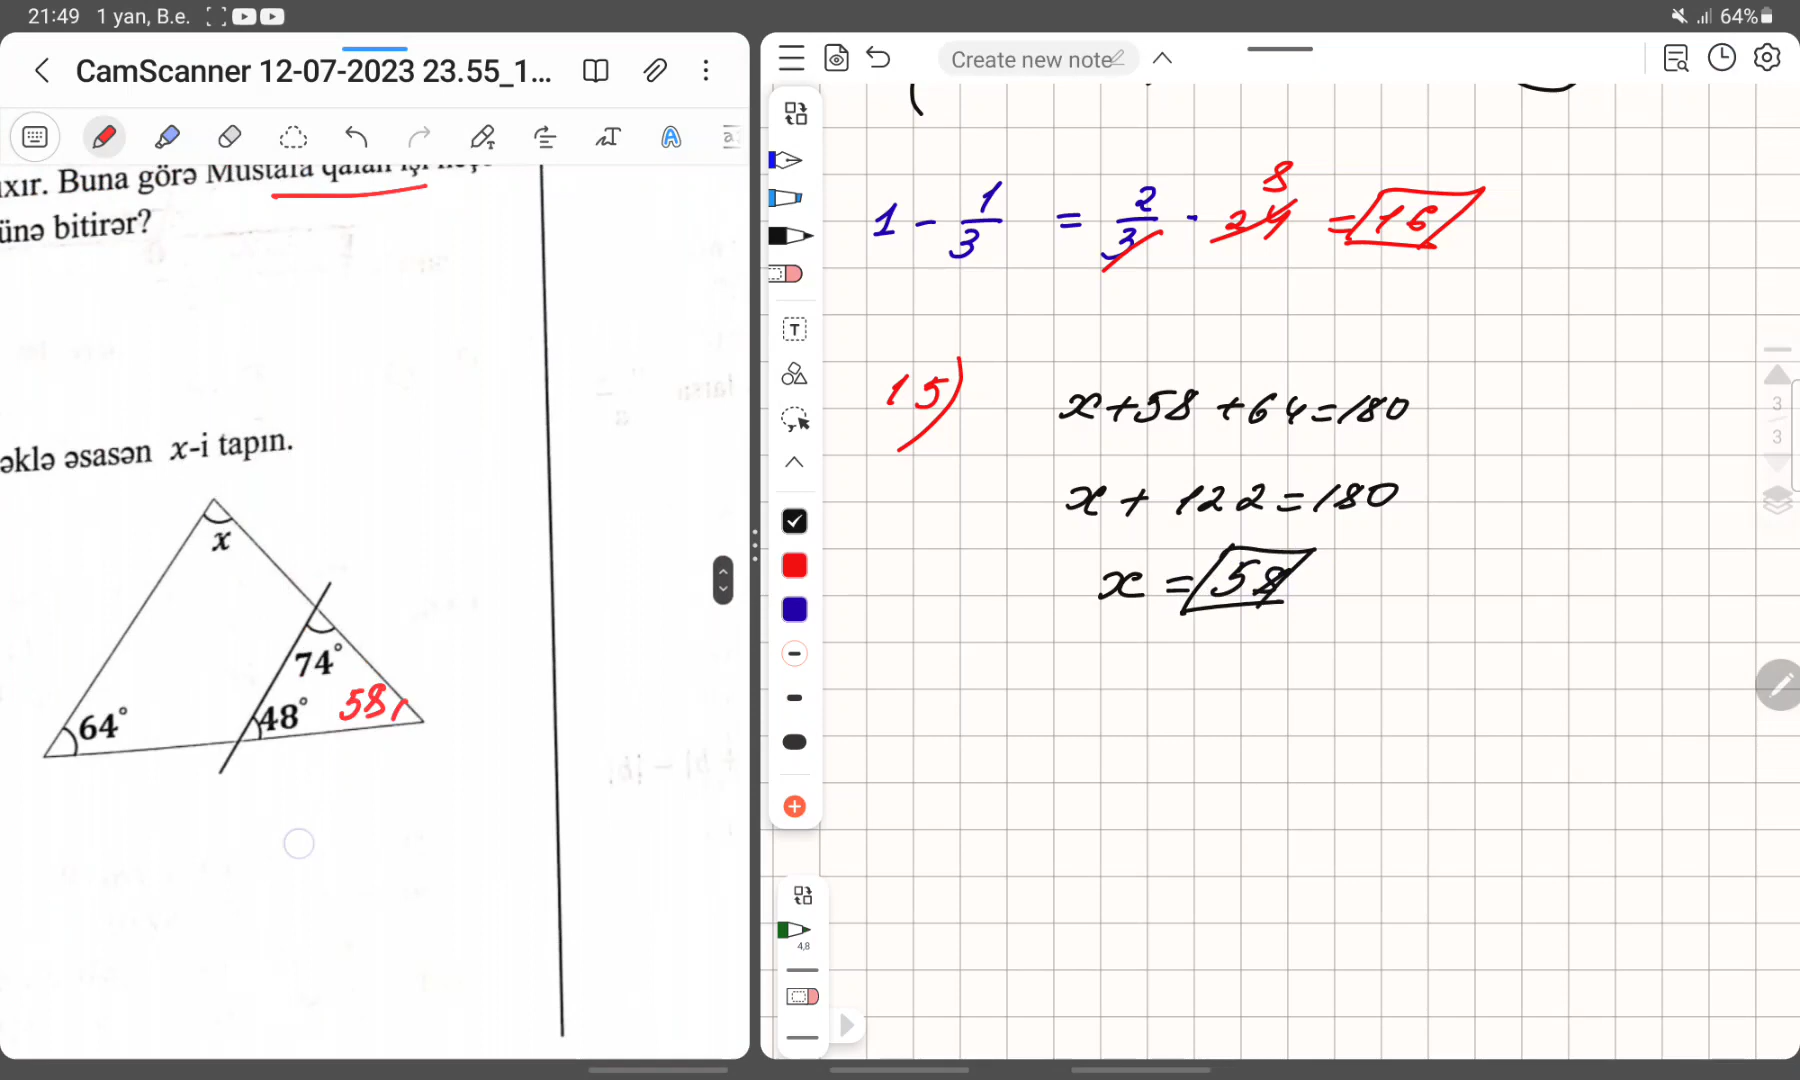 21:49 1 yan, B.e.
64%
CamScanner 12-07-2023 23.55_1...
ıxır. Buna görə Mustafa qalan işi neçə
ünə bitirər?
əklə əsasən x-i tapın.
x
74°
64°
48°
58
Create new note
T
4,8
3
3
1 - 1/3 = 2/3 · 24 8 = 16
15)
x+58 +64=180
x + 122=180
x = 58